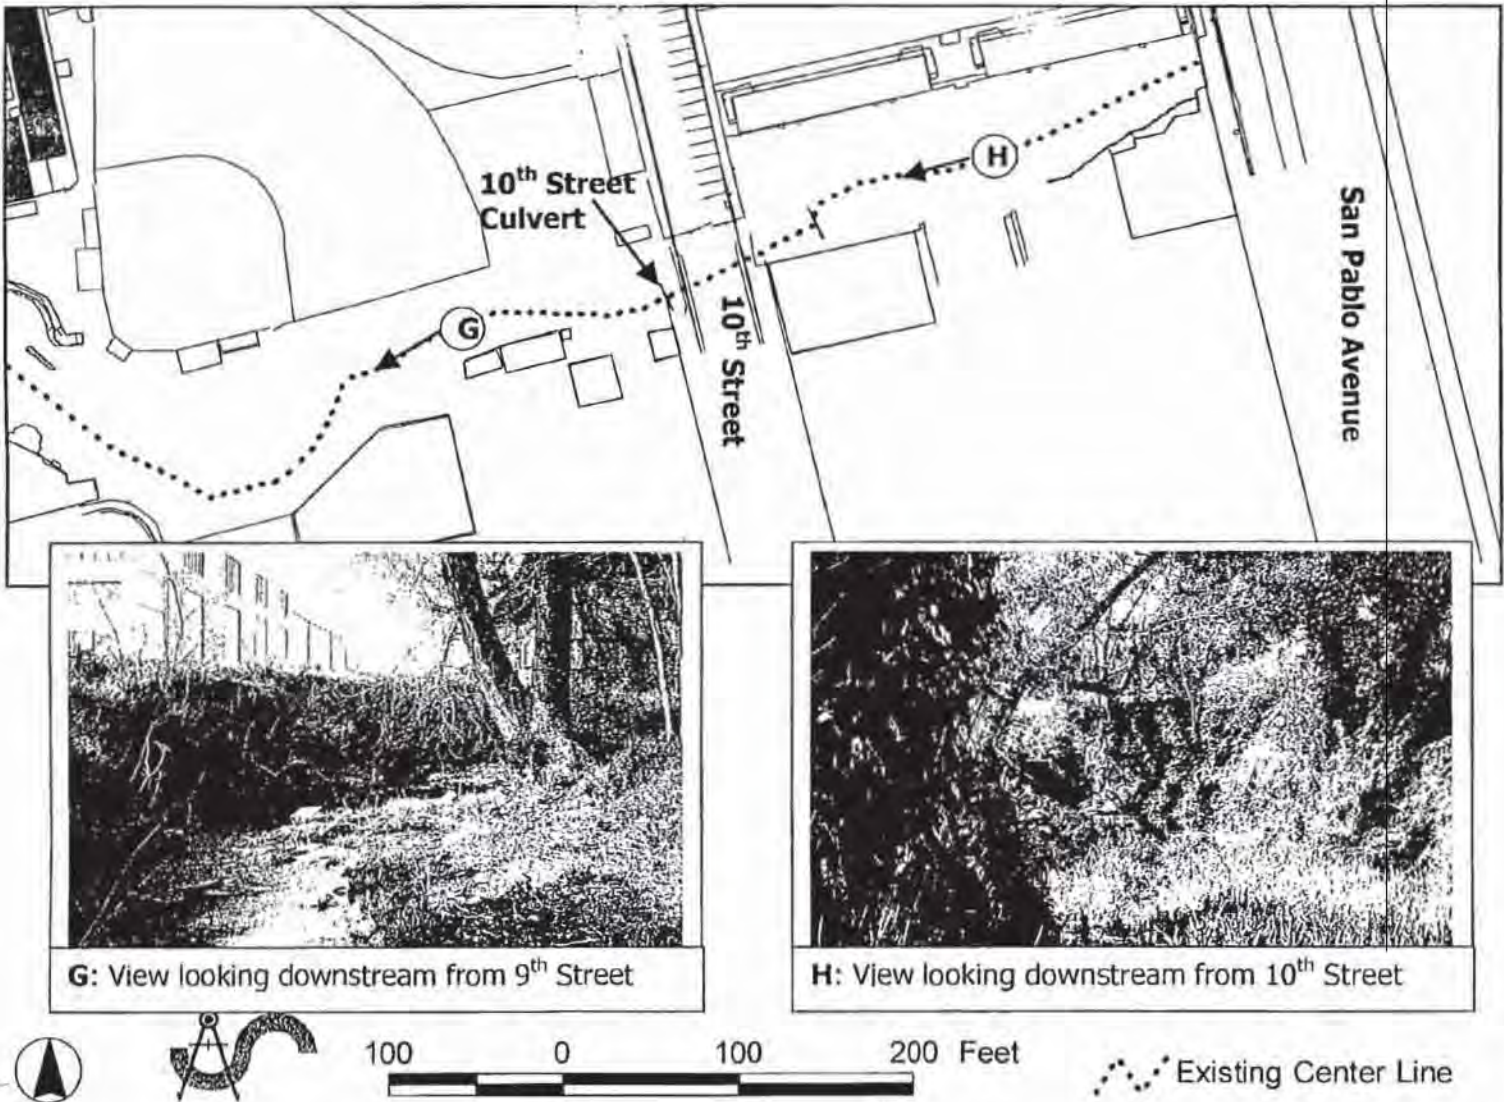 10th Street
Culvert
H
G
10th Street
San Pablo Avenue
G: View looking downstream from 9th Street
H: View looking downstream from 10th Street
100 0 100 200 Feet
Existing Center Line